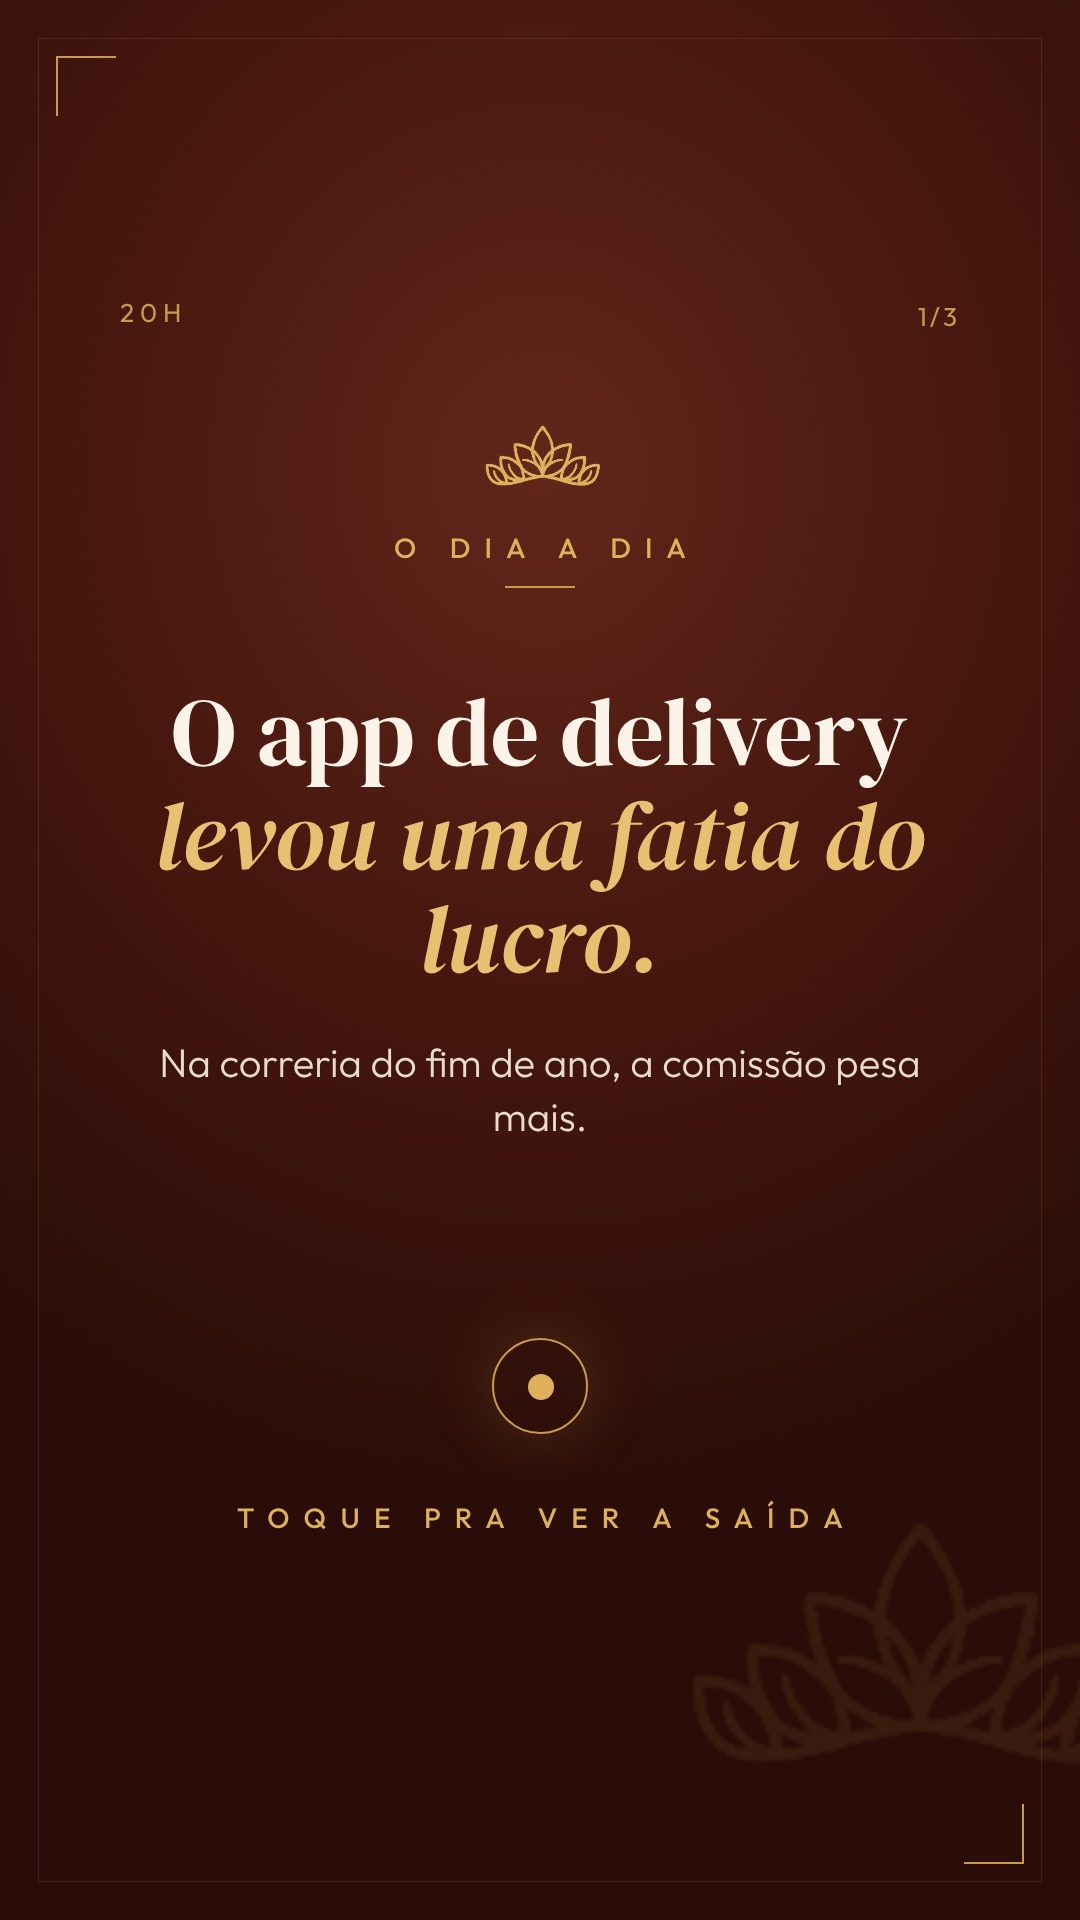 20H
1/3
O DIA A DIA
O app de delivery
levou uma fatia do
lucro.
Na correria do fim de ano, a comissão pesa
mais.
TOQUE PRA VER A SAÍDA